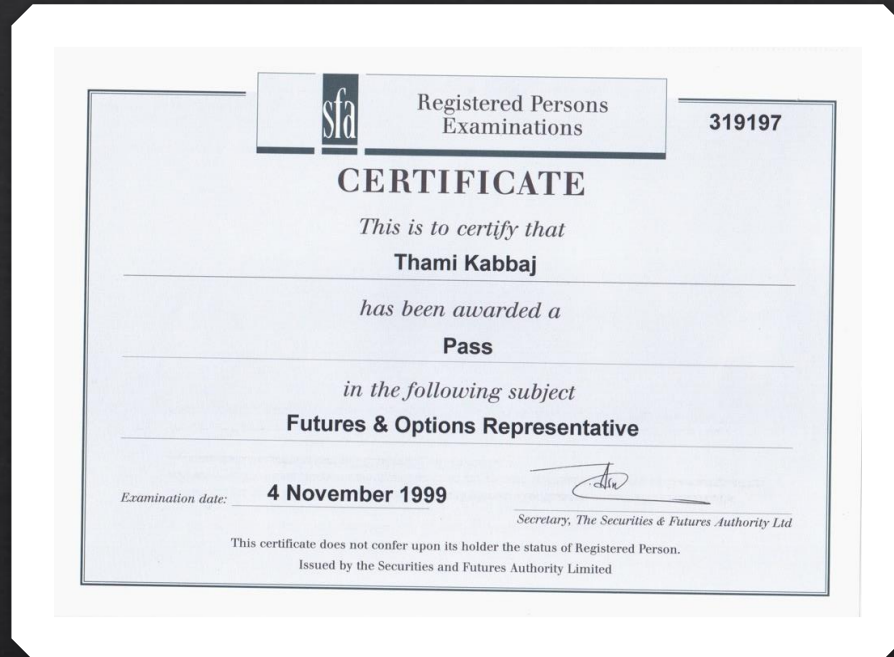 sfa
Registered Persons
Examinations
319197
CERTIFICATE
This is to certify that
Thami Kabbaj
has been awarded a
Pass
in the following subject
Futures & Options Representative
Examination date: 4 November 1999
Secretary, The Securities & Futures Authority Ltd
This certificate does not confer upon its holder the status of Registered Person.
Issued by the Securities and Futures Authority Limited